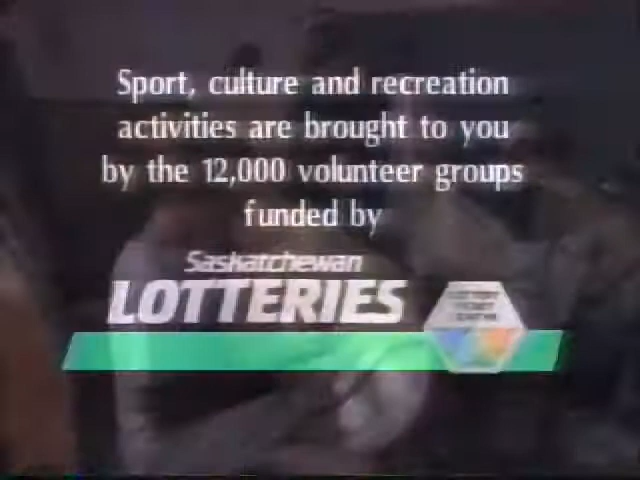 Sport, culture and recreation
activities are brought to you
by the 12,000 volunteer groups
funded by
Saskatchewan
LOTTERIES